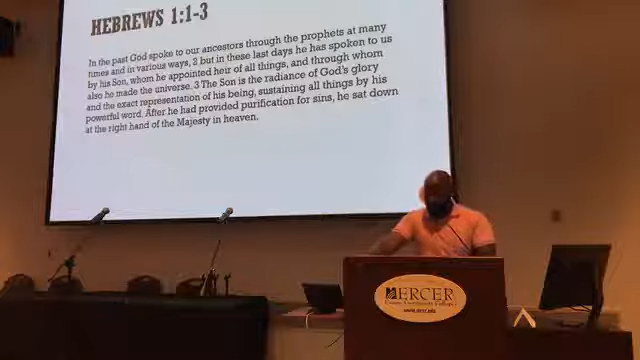 HEBREWS 1:1-3
In the past God spoke to our ancestors through the prophets at many
times and in various ways, 2 but in these last days he has spoken to us
by his Son, whom he appointed heir of all things, and through whom
also he made the universe. 3 The Son is the radiance of God's glory
and the exact representation of his being, sustaining all things by his
powerful word. After he had provided purification for sins, he sat down
at the right hand of the Majesty in heaven.
MERCER